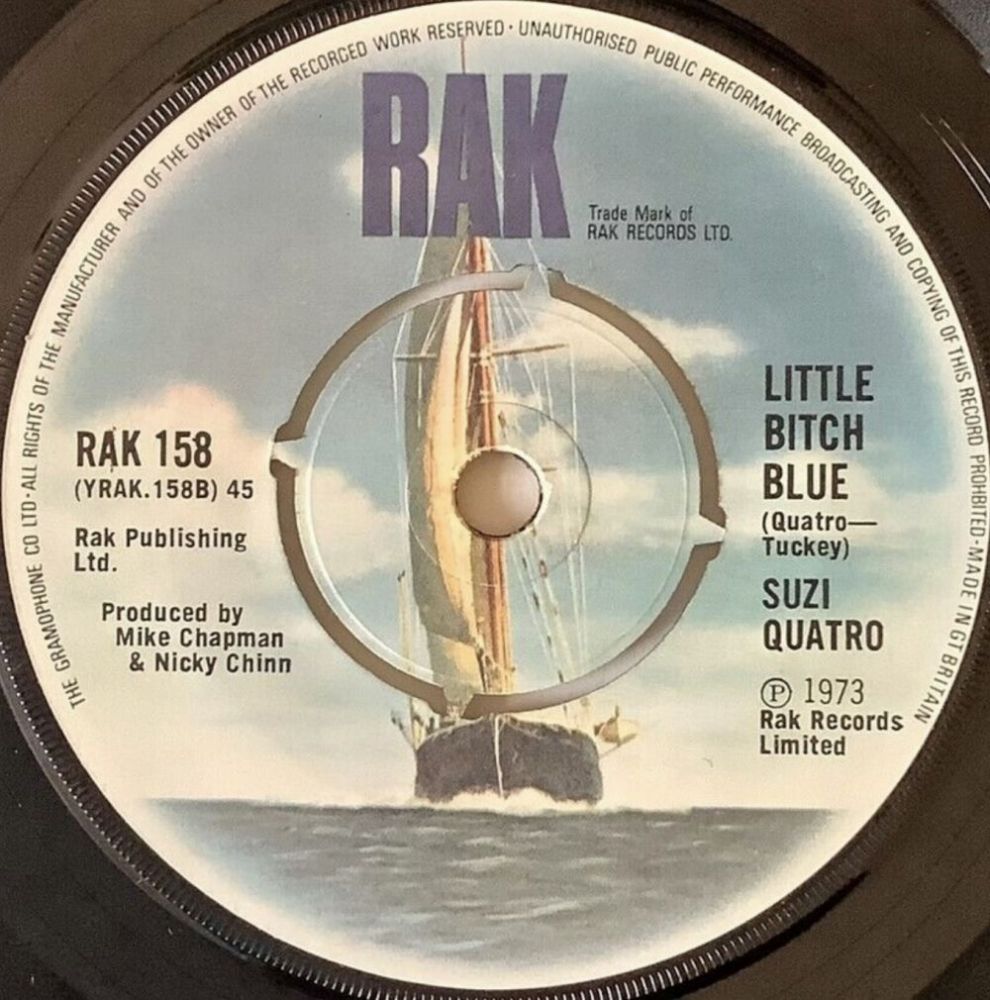 THE GRAMOPHONE CO LTD·ALL RIGHTS OF THE MANUFACTURER AND OF THE OWNER OF THE RECORDED WORK RESERVED·UNAUTHORISED PUBLIC PERFORMANCE BROADCASTING AND COPYING OF THIS RECORD PROHIBITED·MADE IN GT BRITAIN
RAK
Trade Mark of
RAK RECORDS LTD.
RAK 158
(YRAK.158B) 45
Rak Publishing
Ltd.
Produced by
Mike Chapman
& Nicky Chinn
LITTLE
BITCH
BLUE
(Quatro—
Tuckey)
SUZI
QUATRO
℗ 1973
Rak Records
Limited